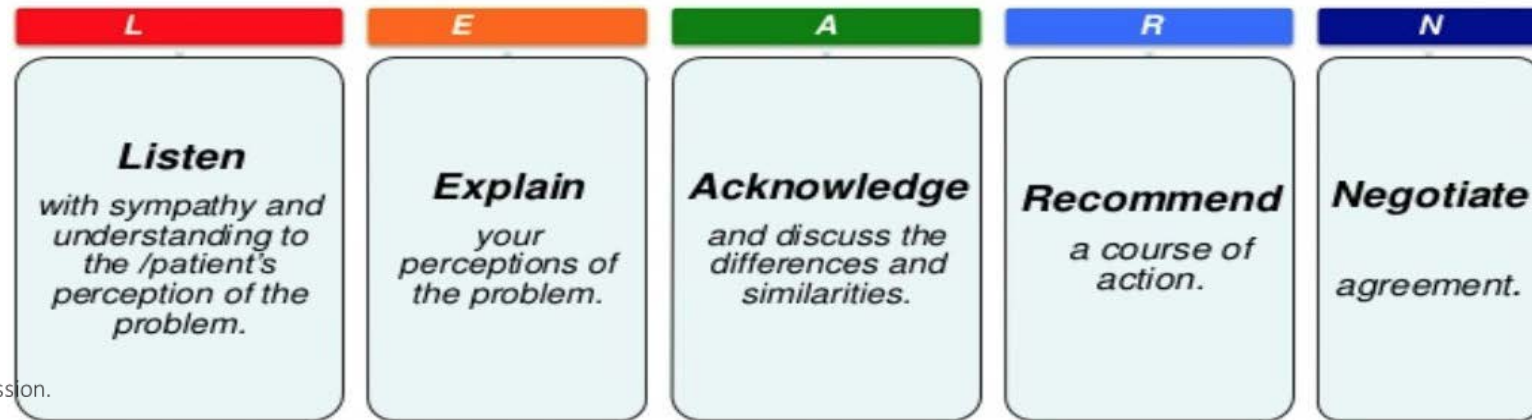 L
E
A
R
N
Listen
with sympathy and
understanding to
the /patient's
perception of the
problem.
Explain
your
perceptions of
the problem.
Acknowledge
and discuss the
differences and
similarities.
Recommend
a course of
action.
Negotiate
agreement.